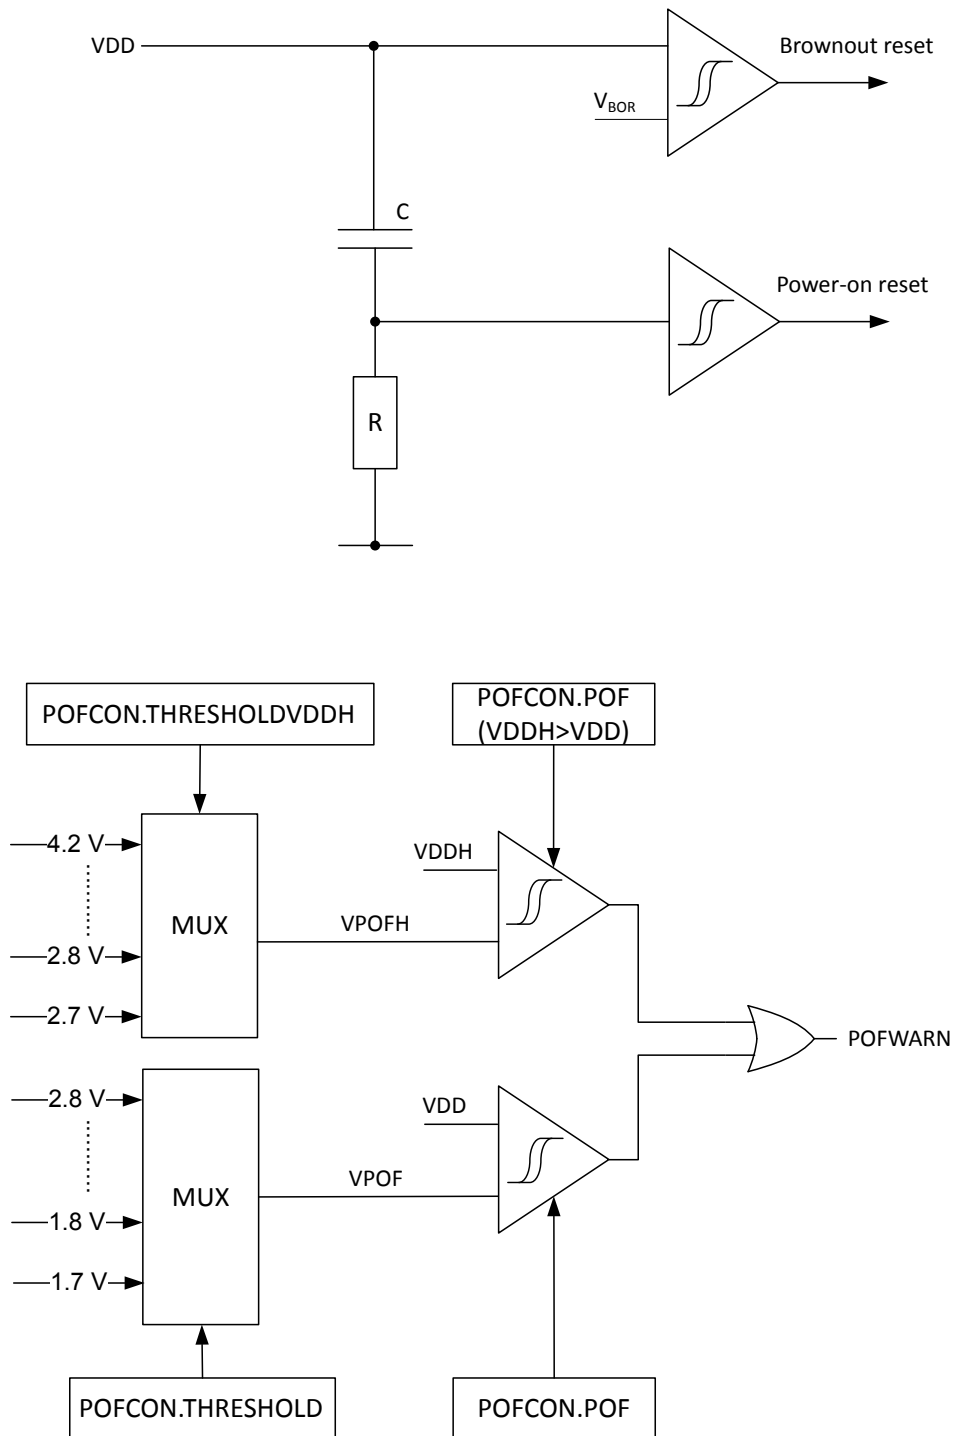 VDD
Brownout reset
VBOR
C
Power-on reset
R
POFCON.THRESHOLDVDDH
POFCON.POF
(VDDH>VDD)
4.2 V
VDDH
MUX
VPOFH
2.8 V
2.7 V
POFWARN
2.8 V
VDD
MUX
VPOF
1.8 V
1.7 V
POFCON.THRESHOLD
POFCON.POF